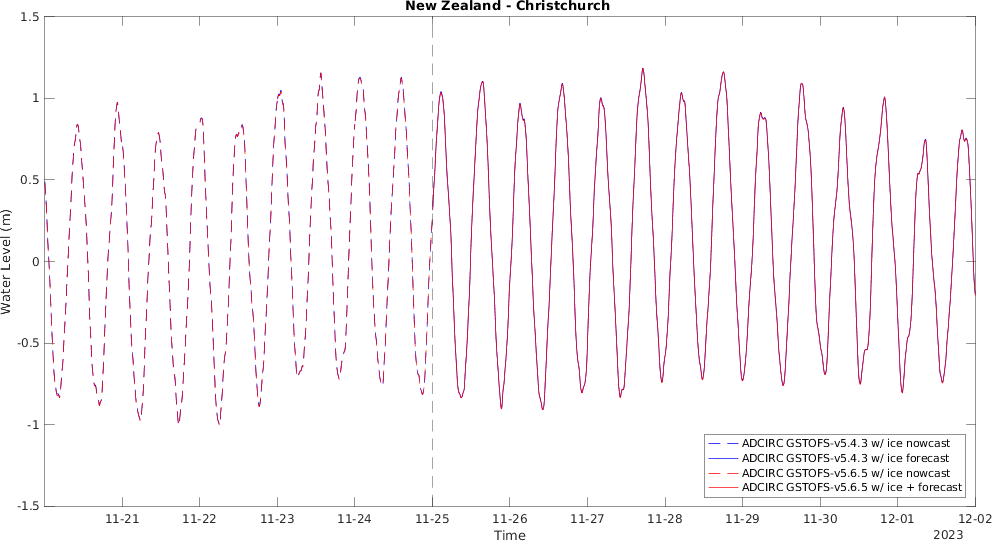 New Zealand - Christchurch
1.5
1
0.5
0
-0.5
-1
-1.5
Water Level (m)
11-21 11-22 11-23 11-24 11-25 11-26 11-27 11-28 11-29 11-30 12-01 12-02
Time
2023
ADCIRC GSTOFS-v5.4.3 w/ ice nowcast
ADCIRC GSTOFS-v5.4.3 w/ ice forecast
ADCIRC GSTOFS-v5.6.5 w/ ice nowcast
ADCIRC GSTOFS-v5.6.5 w/ ice + forecast